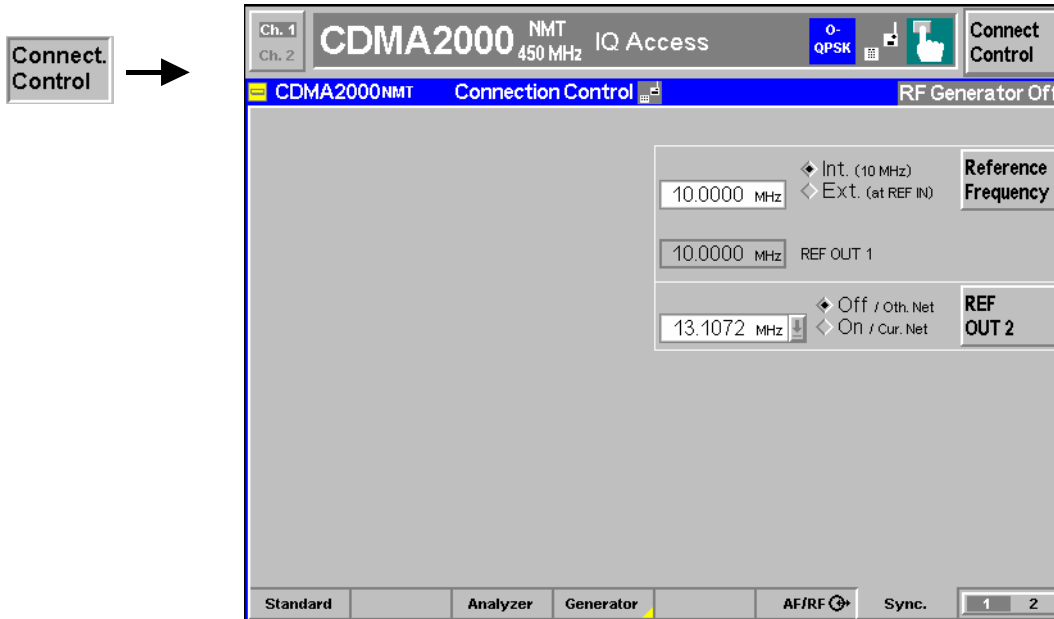 Connect.
Control
Ch. 1
Ch. 2
CDMA2000 NMT 450 MHz IQ Access
O-
QPSK
Connect
Control
CDMA2000NMT Connection Control RF Generator Off
Int. (10 MHz)
Reference
Frequency
10.0000 MHz Ext. (at REF IN)
10.0000 MHz REF OUT 1
Off / Oth. Net
REF
OUT 2
13.1072 MHz On / Cur. Net
Standard Analyzer Generator AF/RF Sync. 1 2